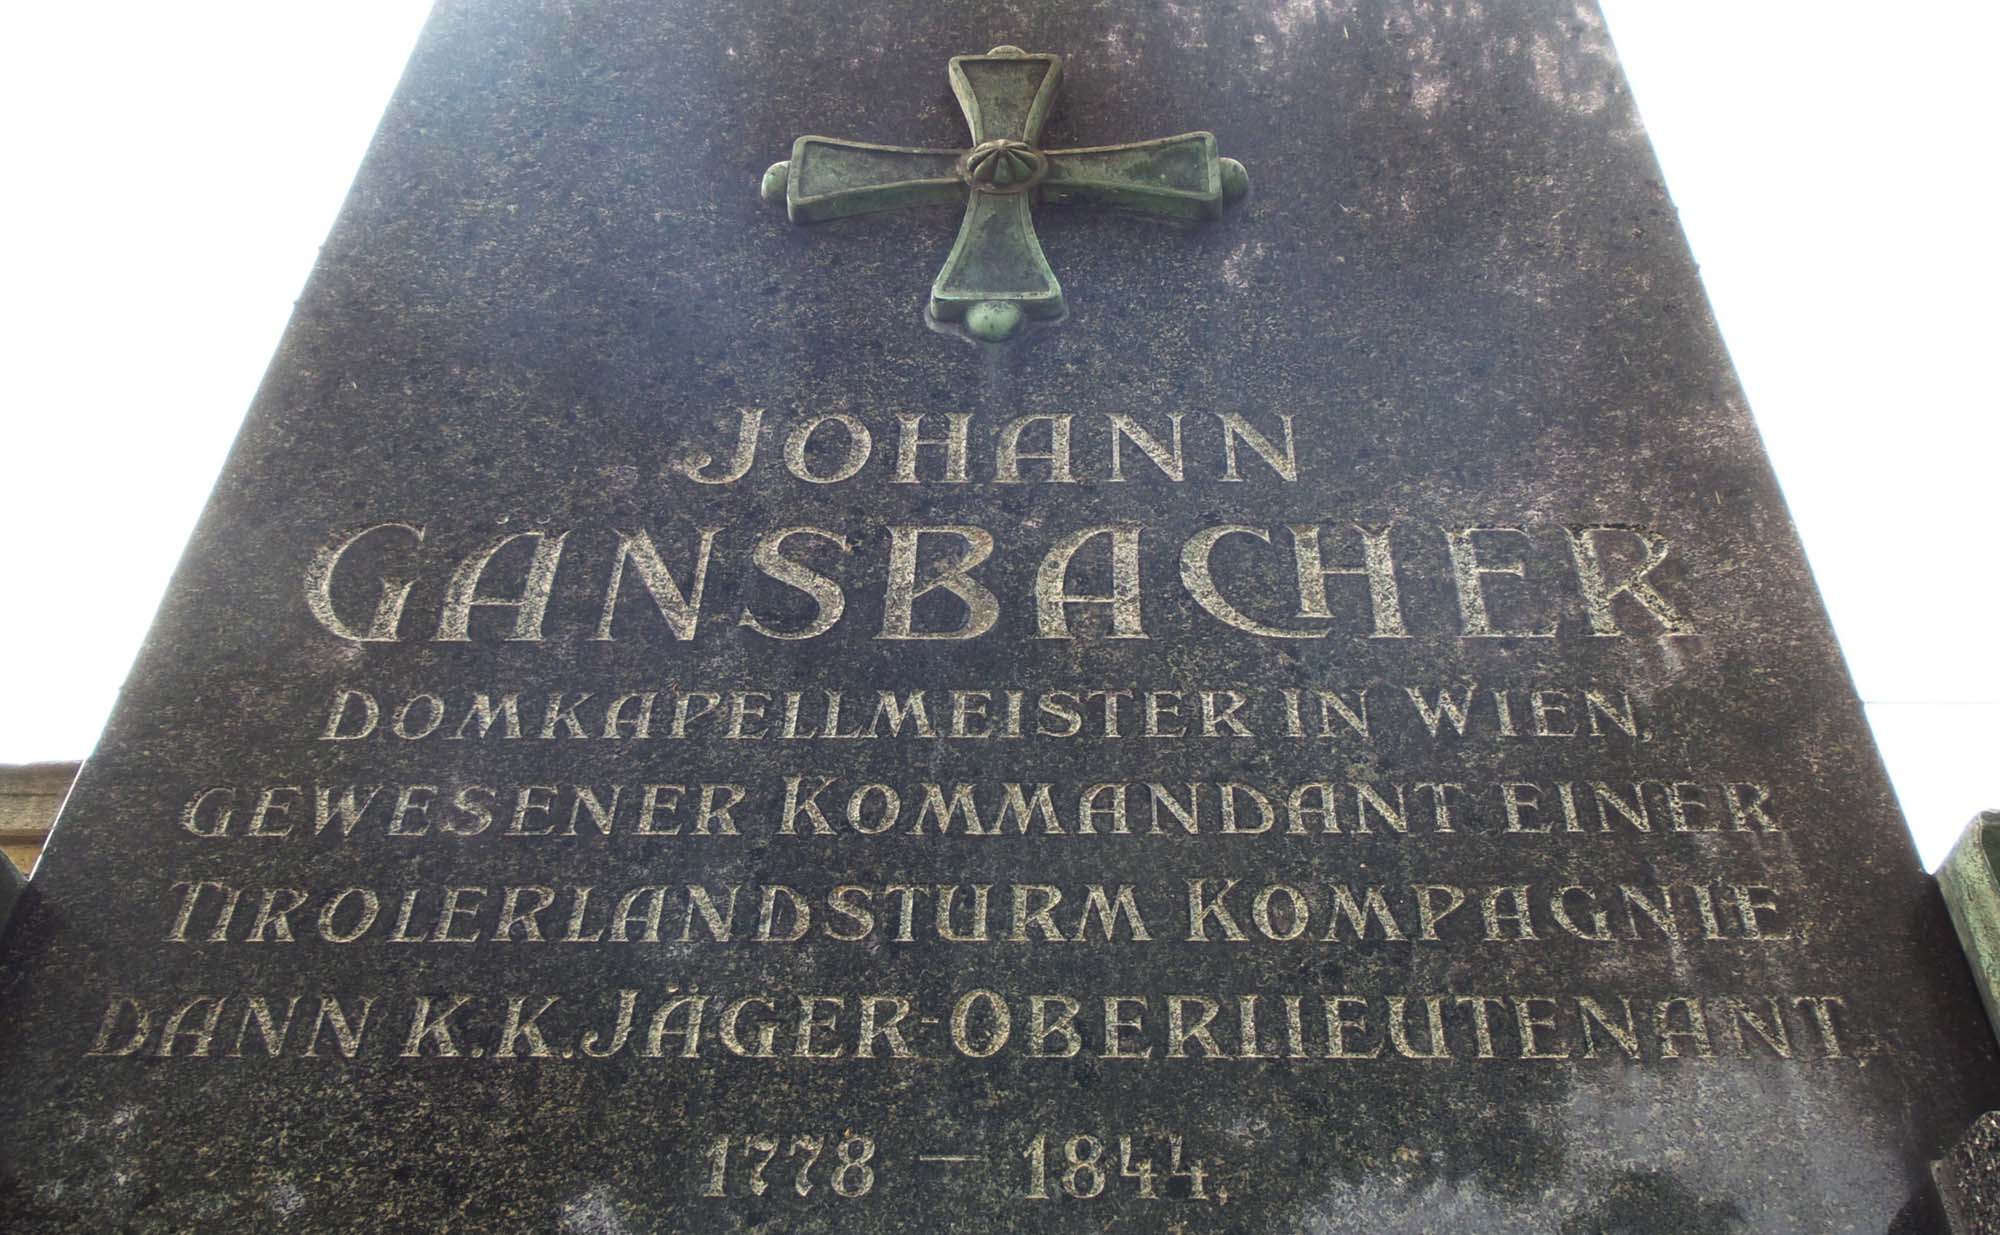 JOHANN
GÄNSBACHER
DOMKAPELLMEISTER IN WIEN,
GEWESENER KOMMANDANT EINER
TIROLERLANDSTURM KOMPAGNIE,
DANN K.K. JÄGER-OBERLIEUTENANT.
1778 – 1844.